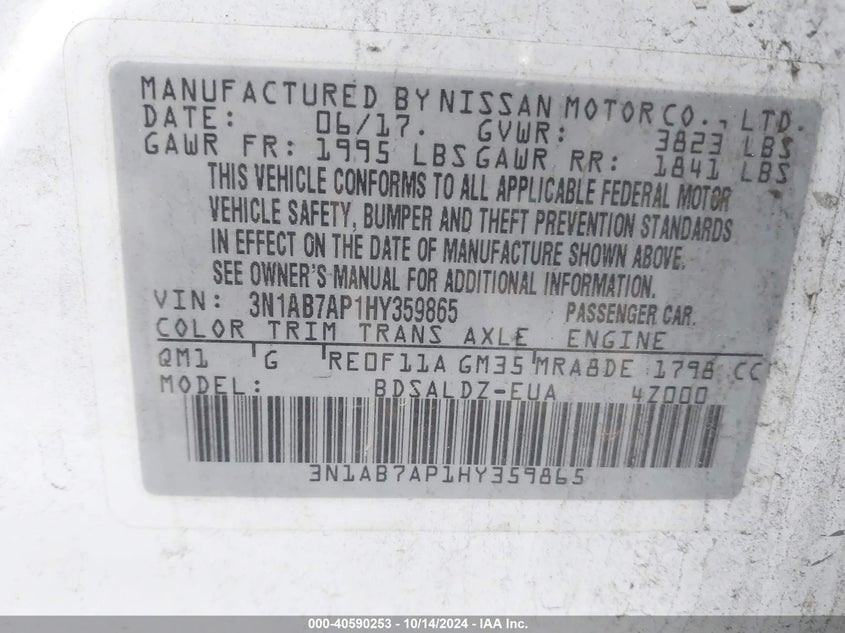 MANUFACTURED BY NISSAN MOTOR CO., LTD.
DATE: 06/17. GVWR: 3823 LBS
GAWR FR: 1995 LBS GAWR RR: 1841 LBS
THIS VEHICLE CONFORMS TO ALL APPLICABLE FEDERAL MOTOR
VEHICLE SAFETY, BUMPER AND THEFT PREVENTION STANDARDS
IN EFFECT ON THE DATE OF MANUFACTURE SHOWN ABOVE.
SEE OWNER'S MANUAL FOR ADDITIONAL INFORMATION.
VIN: 3N1AB7AP1HY359865 PASSENGER CAR.
COLOR TRIM TRANS AXLE ENGINE
QM1 G RE0F11A GM35 MRA8DE 1798 CC
MODEL: BDSALDZ-EUA 4Z000
3N1AB7AP1HY359865
000-40590253 - 10/14/2024 - IAA Inc.